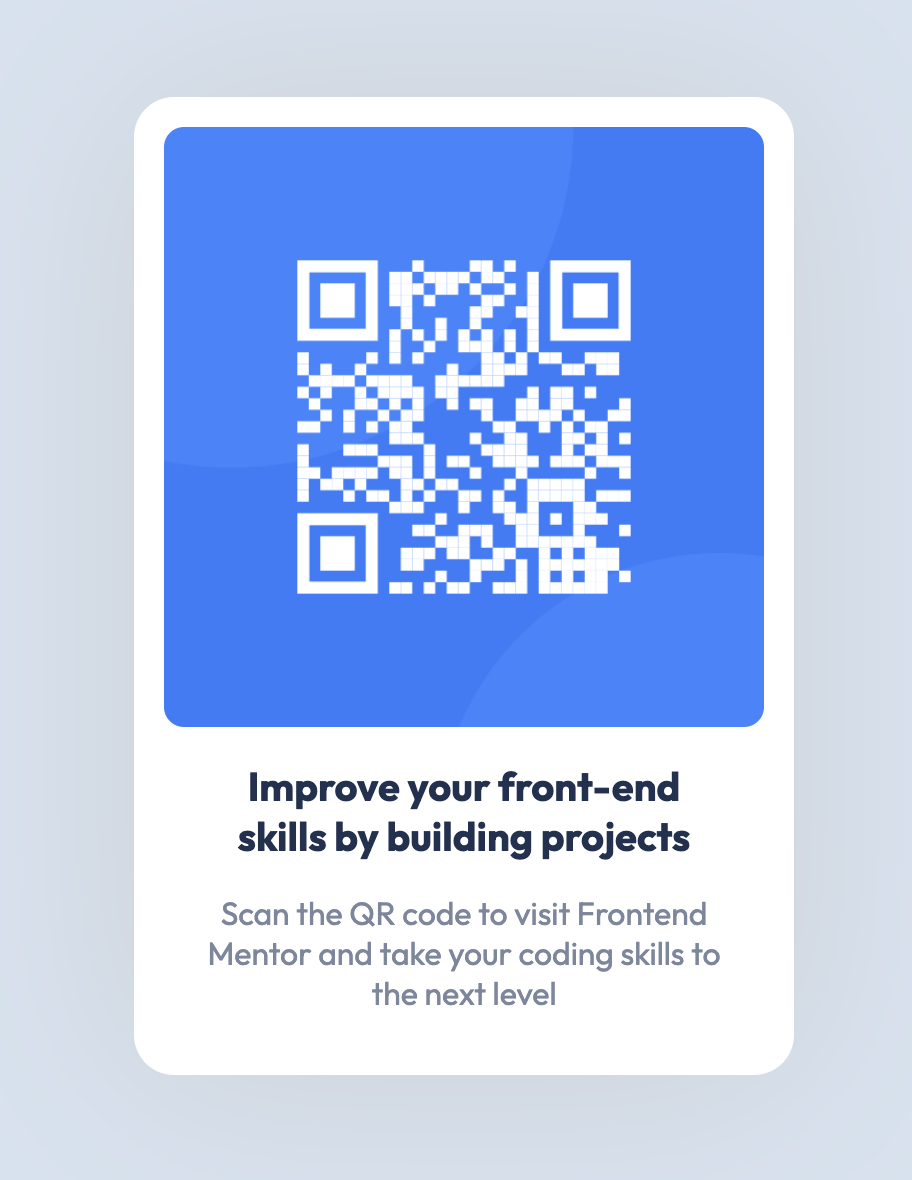 Improve your front-end
skills by building projects
Scan the QR code to visit Frontend
Mentor and take your coding skills to
the next level